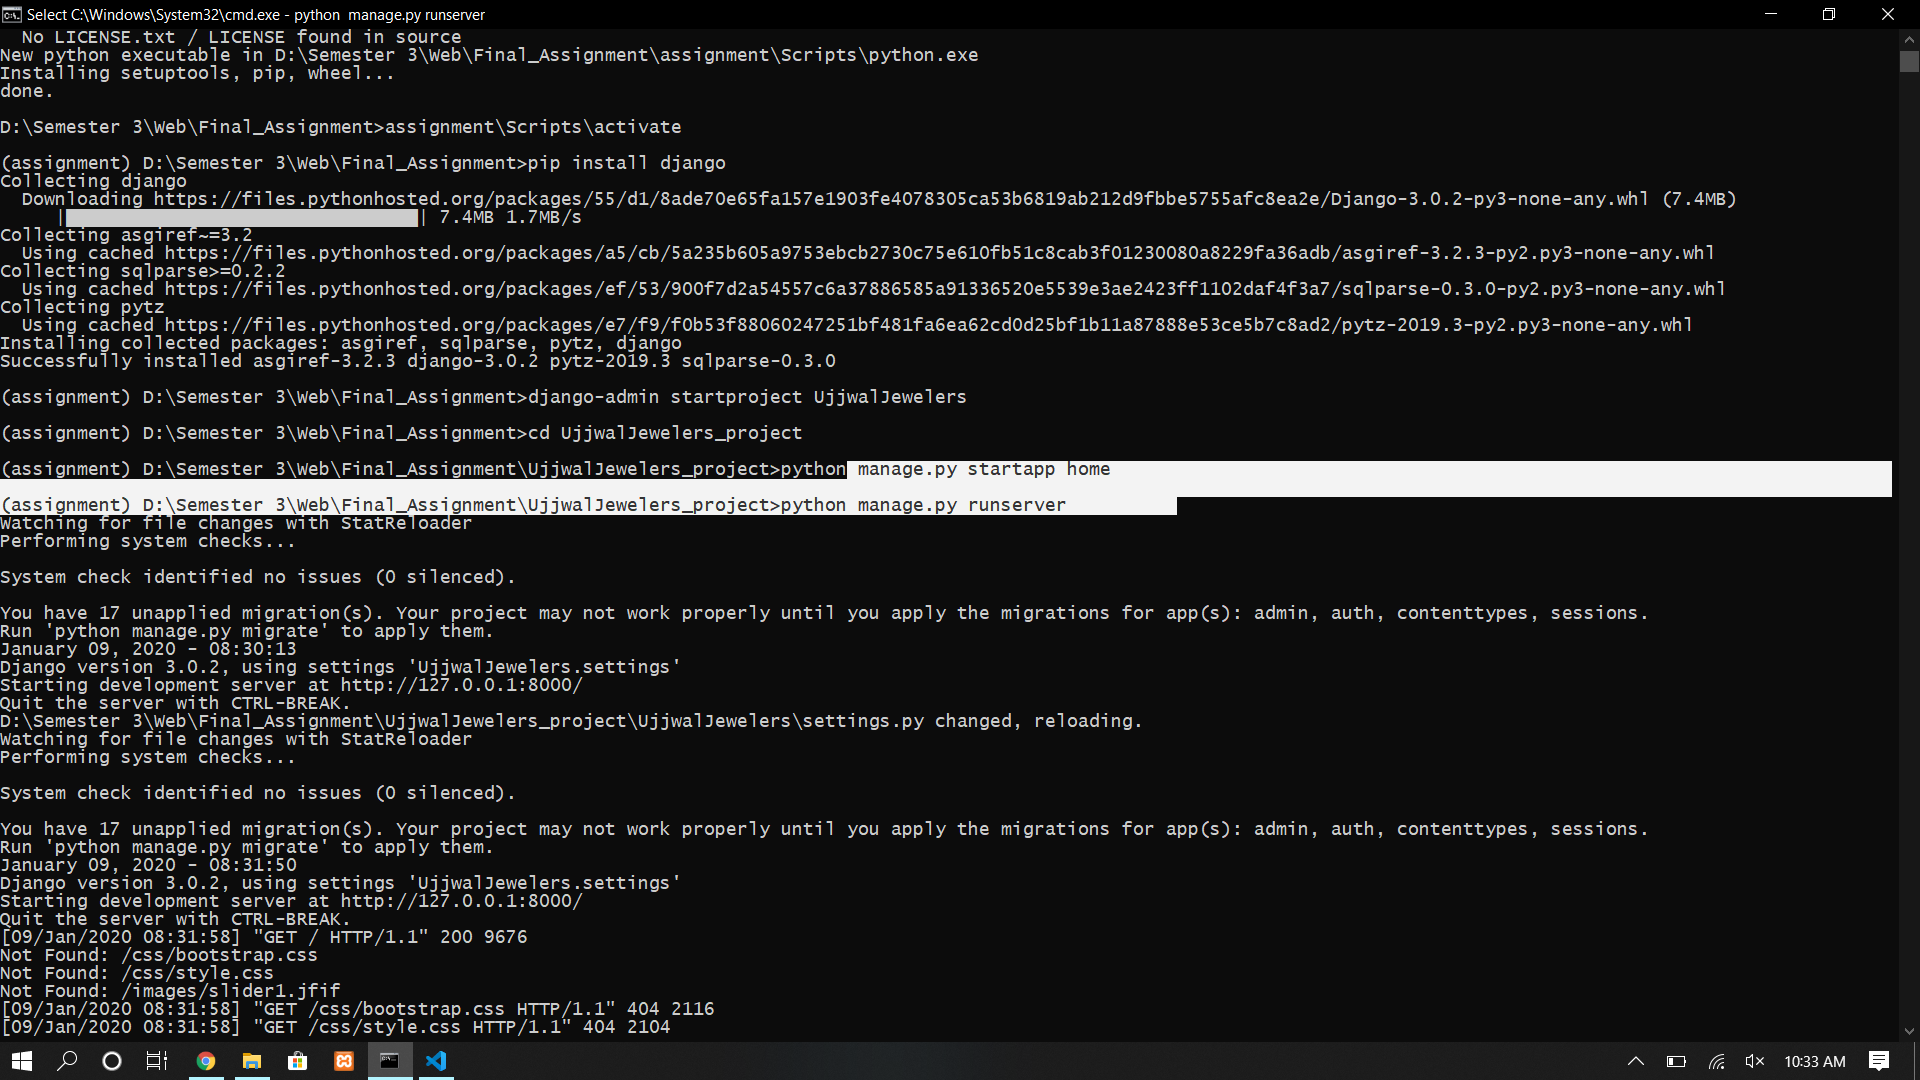 Select C:\Windows\System32\cmd.exe - python  manage.py runserver
  No LICENSE.txt / LICENSE found in source
New python executable in D:\Semester 3\Web\Final_Assignment\assignment\Scripts\python.exe
Installing setuptools, pip, wheel...
done.
D:\Semester 3\Web\Final_Assignment>assignment\Scripts\activate
(assignment) D:\Semester 3\Web\Final_Assignment>pip install django
Collecting django
  Downloading https://files.pythonhosted.org/packages/55/d1/8ade70e65fa157e1903fe4078305ca53b6819ab212d9fbbe5755afc8ea2e/Django-3.0.2-py3-none-any.whl (7.4MB)
     |████████████████████████████████| 7.4MB 1.7MB/s
Collecting asgiref~=3.2
  Using cached https://files.pythonhosted.org/packages/a5/cb/5a235b605a9753ebcb2730c75e610fb51c8cab3f01230080a8229fa36adb/asgiref-3.2.3-py2.py3-none-any.whl
Collecting sqlparse>=0.2.2
  Using cached https://files.pythonhosted.org/packages/ef/53/900f7d2a54557c6a37886585a91336520e5539e3ae2423ff1102daf4f3a7/sqlparse-0.3.0-py2.py3-none-any.whl
Collecting pytz
  Using cached https://files.pythonhosted.org/packages/e7/f9/f0b53f88060247251bf481fa6ea62cd0d25bf1b11a87888e53ce5b7c8ad2/pytz-2019.3-py2.py3-none-any.whl
Installing collected packages: asgiref, sqlparse, pytz, django
Successfully installed asgiref-3.2.3 django-3.0.2 pytz-2019.3 sqlparse-0.3.0
(assignment) D:\Semester 3\Web\Final_Assignment>django-admin startproject UjjwalJewelers
(assignment) D:\Semester 3\Web\Final_Assignment>cd UjjwalJewelers_project
(assignment) D:\Semester 3\Web\Final_Assignment\UjjwalJewelers_project>python manage.py startapp home
(assignment) D:\Semester 3\Web\Final_Assignment\UjjwalJewelers_project>python manage.py runserver
Watching for file changes with StatReloader
Performing system checks...
System check identified no issues (0 silenced).
You have 17 unapplied migration(s). Your project may not work properly until you apply the migrations for app(s): admin, auth, contenttypes, sessions.
Run 'python manage.py migrate' to apply them.
January 09, 2020 - 08:30:13
Django version 3.0.2, using settings 'UjjwalJewelers.settings'
Starting development server at http://127.0.0.1:8000/
Quit the server with CTRL-BREAK.
D:\Semester 3\Web\Final_Assignment\UjjwalJewelers_project\UjjwalJewelers\settings.py changed, reloading.
Watching for file changes with StatReloader
Performing system checks...
System check identified no issues (0 silenced).
You have 17 unapplied migration(s). Your project may not work properly until you apply the migrations for app(s): admin, auth, contenttypes, sessions.
Run 'python manage.py migrate' to apply them.
January 09, 2020 - 08:31:50
Django version 3.0.2, using settings 'UjjwalJewelers.settings'
Starting development server at http://127.0.0.1:8000/
Quit the server with CTRL-BREAK.
[09/Jan/2020 08:31:58] "GET / HTTP/1.1" 200 9676
Not Found: /css/bootstrap.css
Not Found: /css/style.css
Not Found: /images/slider1.jfif
[09/Jan/2020 08:31:58] "GET /css/bootstrap.css HTTP/1.1" 404 2116
[09/Jan/2020 08:31:58] "GET /css/style.css HTTP/1.1" 404 2104
10:33 AM